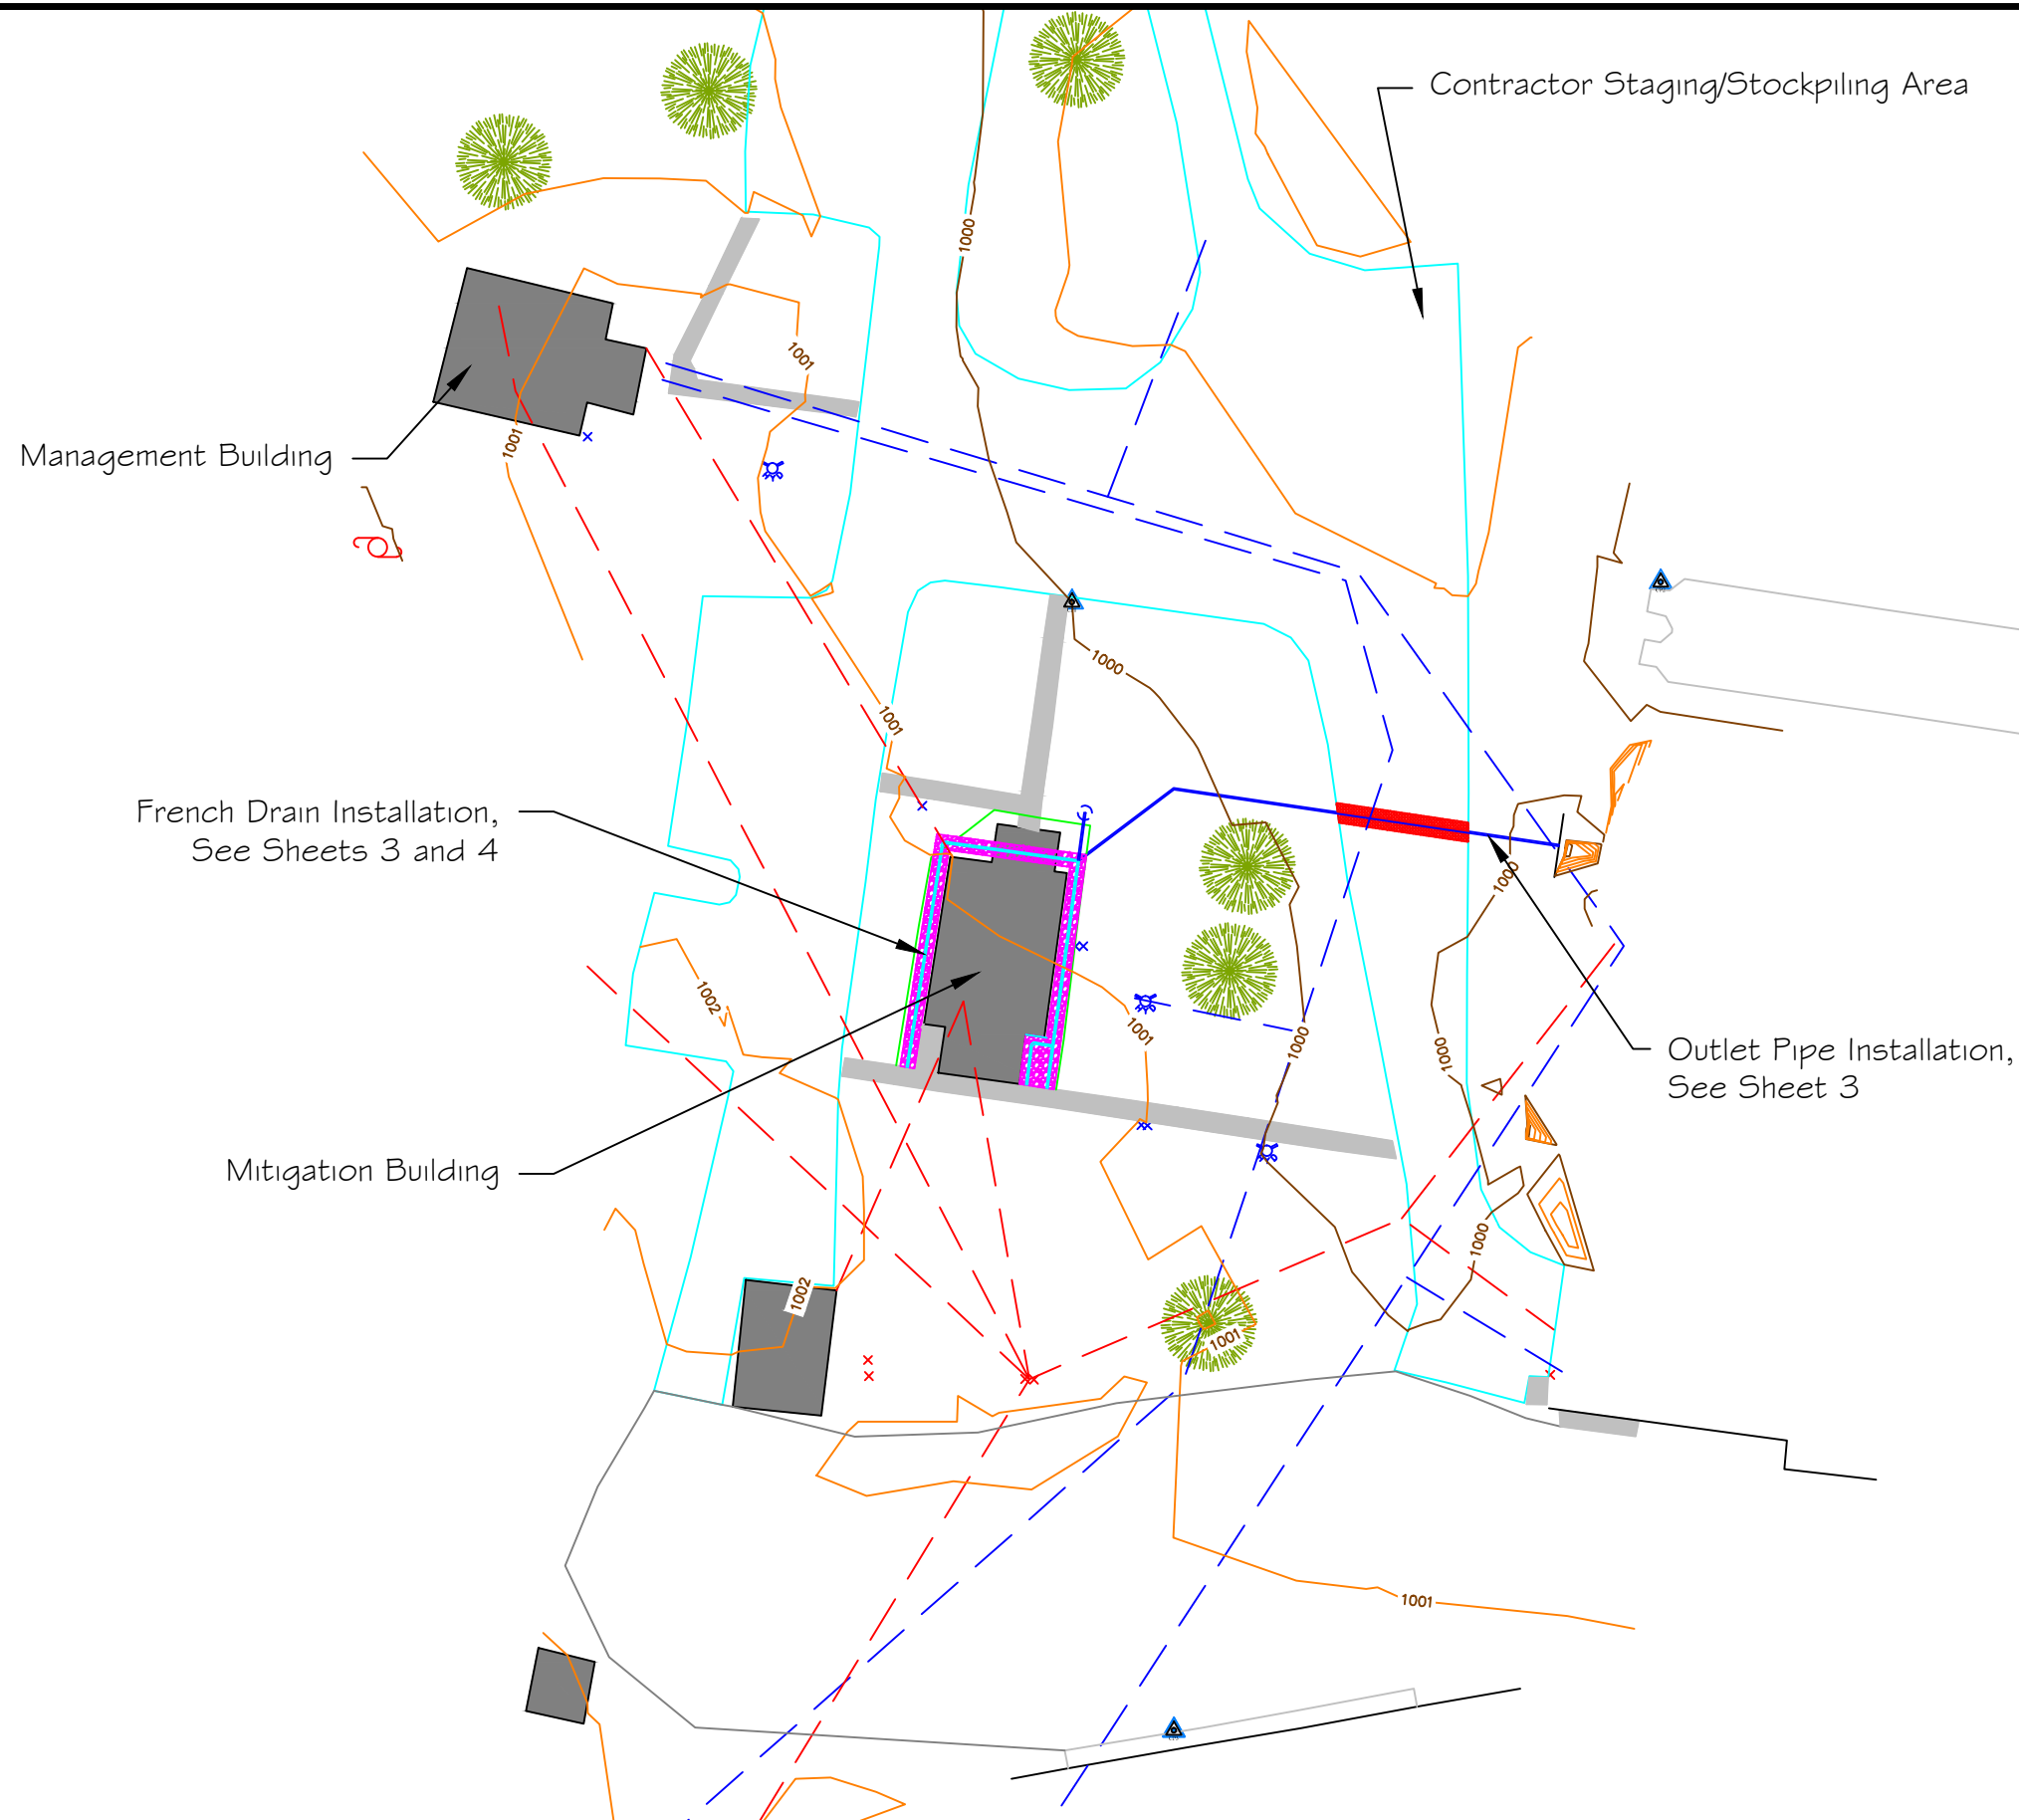 Contractor Staging/Stockpiling Area
1000
1001
1001
Management Building
1000
1001
French Drain Installation,
See Sheets 3 and 4
1000
1002
1001
1000
1000
Outlet Pipe Installation,
See Sheet 3
Mitigation Building
1000
1002
1001
1001